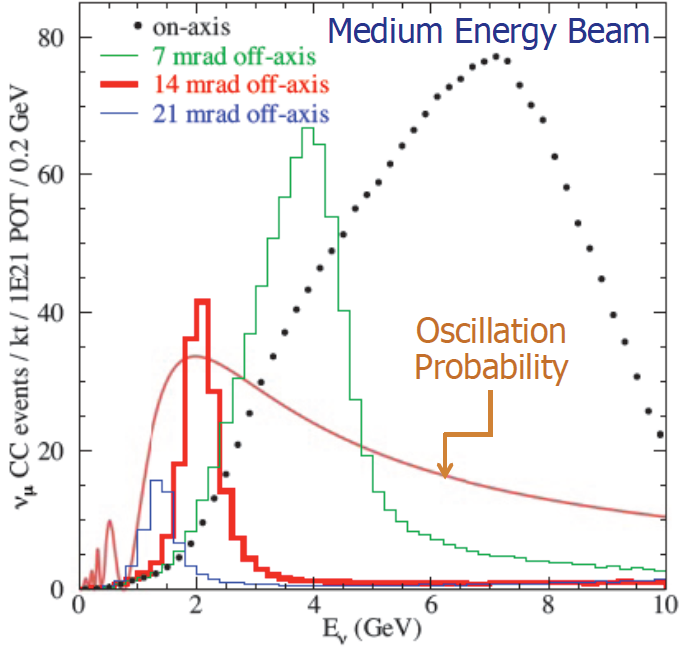 Medium Energy Beam
on-axis
7 mrad off-axis
14 mrad off-axis
21 mrad off-axis
Oscillation
Probability
νμ CC events / kt / 1E21 POT / 0.2 GeV
80
60
40
20
0
0 2 4 6 8 10
Eν (GeV)